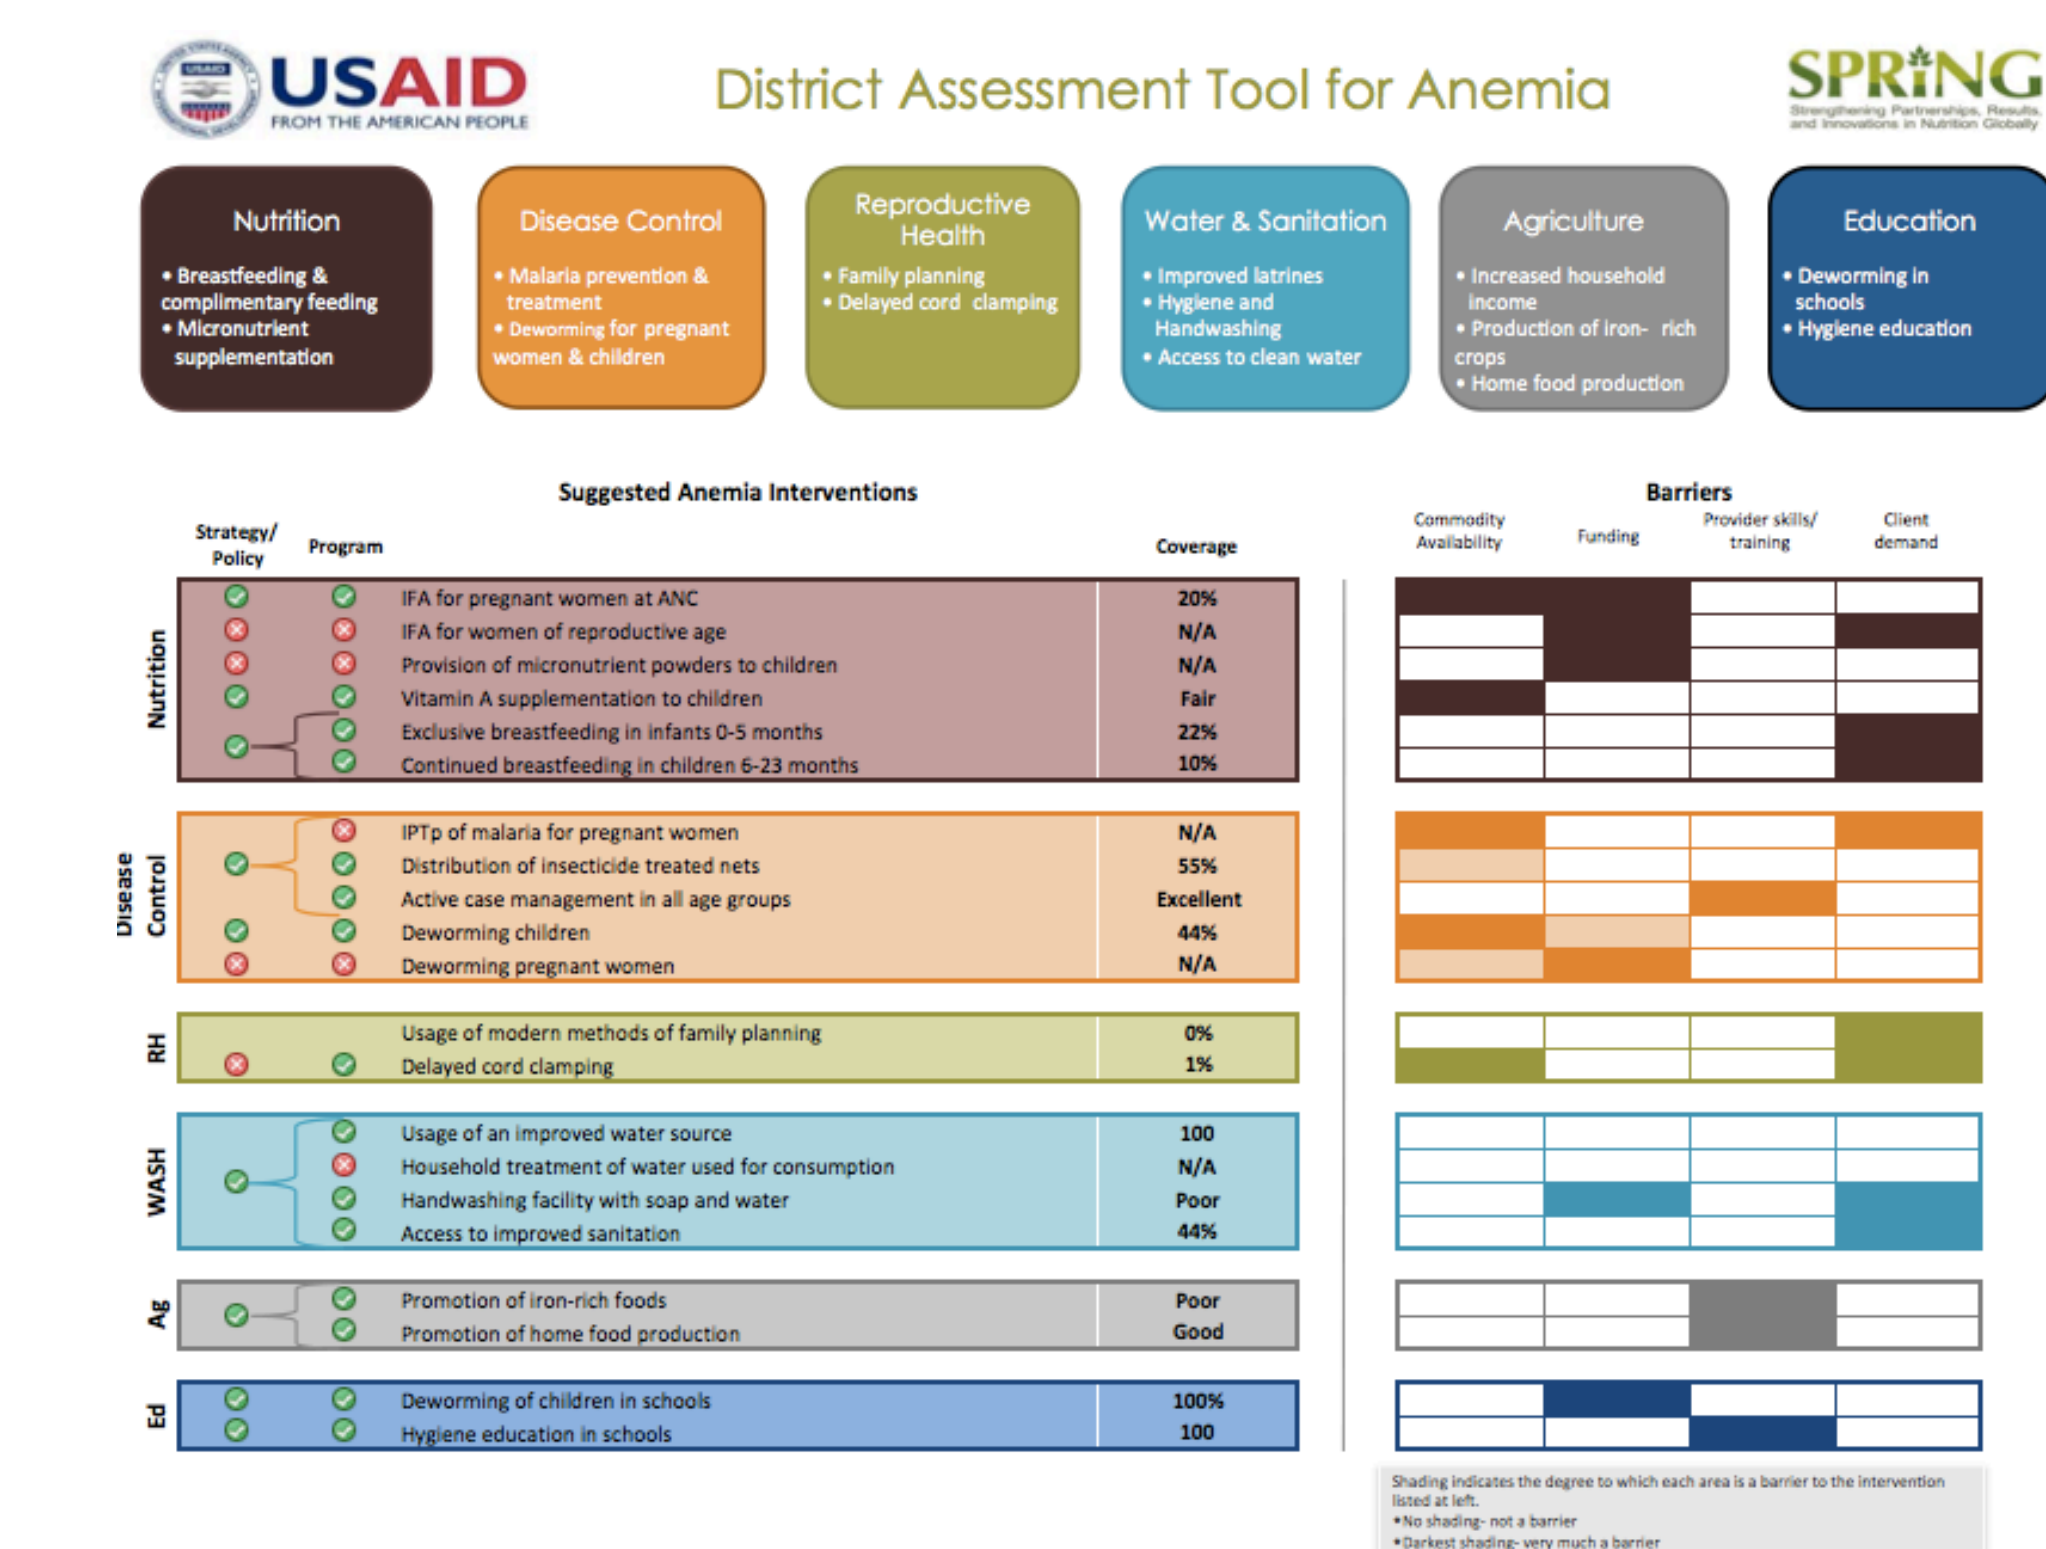 USAID
USAID
FROM THE AMERICAN PEOPLE
District Assessment Tool for Anemia
SPRING
Strengthening Partnerships, Results,
and Innovations in Nutrition Globally
Nutrition
• Breastfeeding &
complimentary feeding
• Micronutrient
supplementation
Disease Control
• Malaria prevention &
treatment
• Deworming for pregnant
women & children
Reproductive
Health
• Family planning
• Delayed cord clamping
Water & Sanitation
• Improved latrines
• Hygiene and
Handwashing
• Access to clean water
Agriculture
• Increased household
income
• Production of iron- rich
crops
• Home food production
Education
• Deworming in
schools
• Hygiene education
Suggested Anemia Interventions
Barriers
Strategy/
Policy
Program
Coverage
Commodity
Availability
Funding
Provider skills/
training
Client
demand
Nutrition
IFA for pregnant women at ANC 20%
IFA for women of reproductive age N/A
Provision of micronutrient powders to children N/A
Vitamin A supplementation to children Fair
Exclusive breastfeeding in infants 0-5 months 22%
Continued breastfeeding in children 6-23 months 10%
Disease
Control
IPTp of malaria for pregnant women N/A
Distribution of insecticide treated nets 55%
Active case management in all age groups Excellent
Deworming children 44%
Deworming pregnant women N/A
RH
Usage of modern methods of family planning 0%
Delayed cord clamping 1%
WASH
Usage of an improved water source 100
Household treatment of water used for consumption N/A
Handwashing facility with soap and water Poor
Access to improved sanitation 44%
Ag
Promotion of iron-rich foods Poor
Promotion of home food production Good
Ed
Deworming of children in schools 100%
Hygiene education in schools 100
Shading indicates the degree to which each area is a barrier to the intervention
listed at left.
*No shading- not a barrier
*Darkest shading- very much a barrier